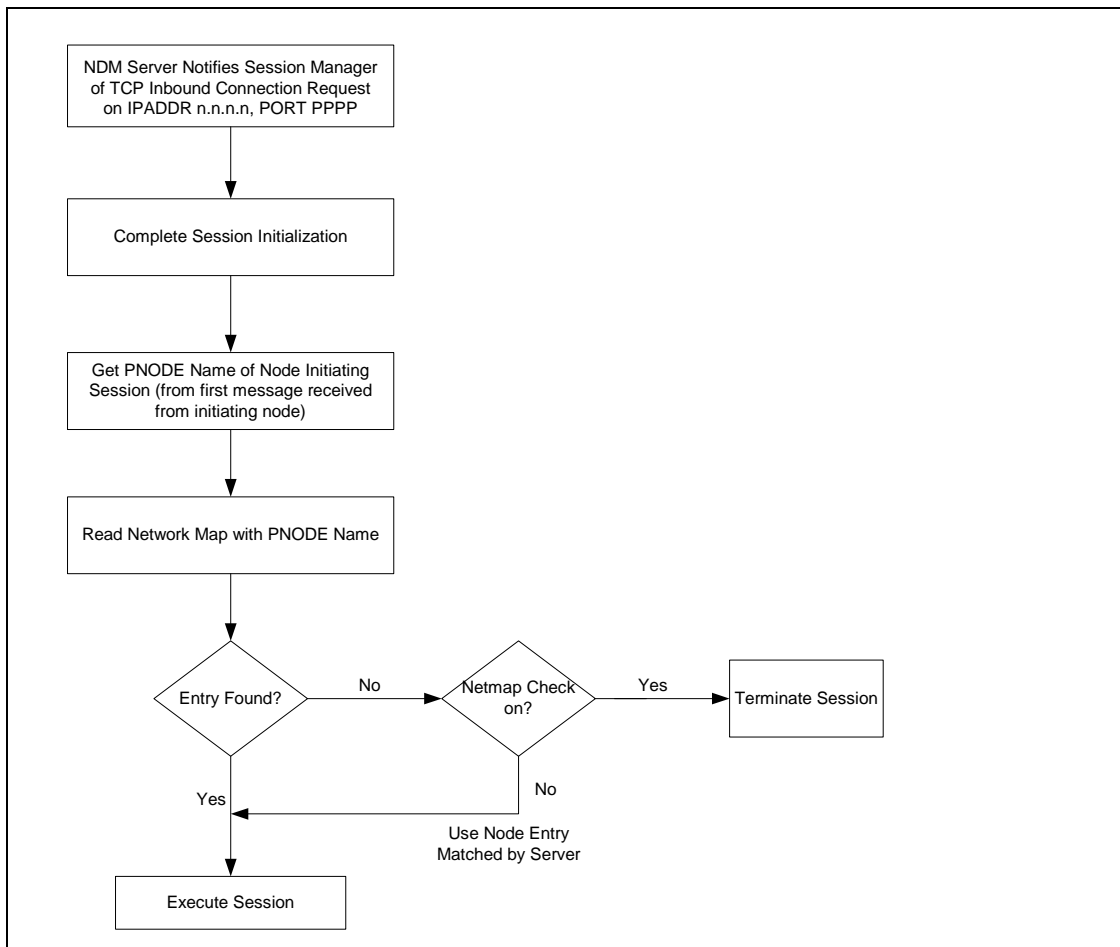 NDM Server Notifies Session Manager
of TCP Inbound Connection Request
on IPADDR n.n.n.n, PORT PPPP
Complete Session Initialization
Get PNODE Name of Node Initiating
Session (from first message received
from initiating node)
Read Network Map with PNODE Name
Entry Found?
No
Netmap Check
on?
Yes
Terminate Session
Yes
No
Use Node Entry
Matched by Server
Execute Session